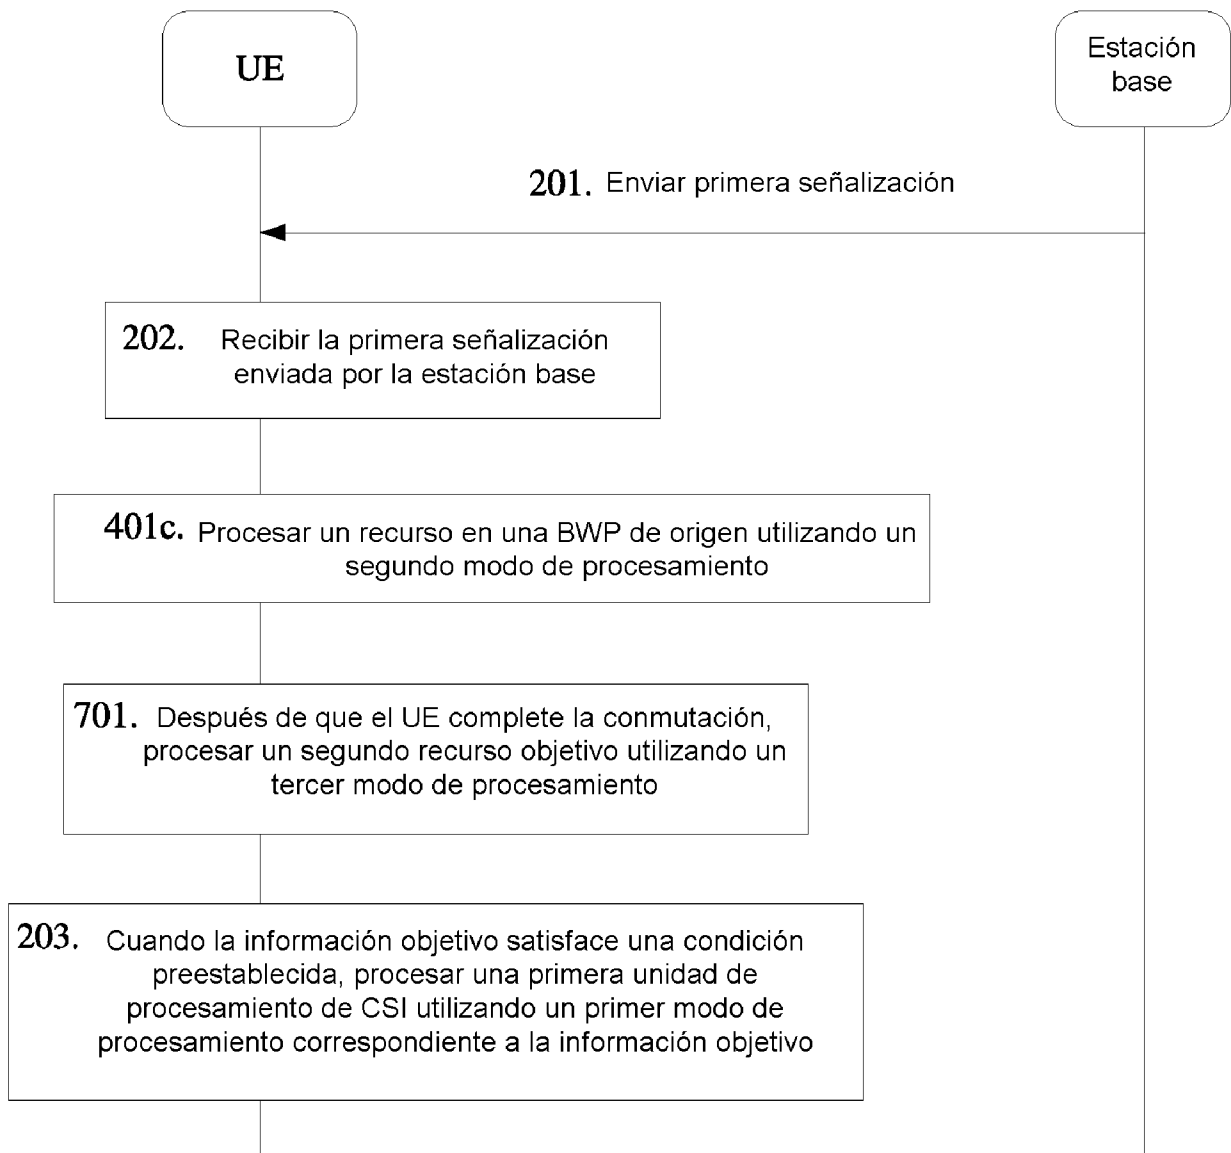 UE
Estación
base
201. Enviar primera señalización
202. Recibir la primera señalización
enviada por la estación base
401c. Procesar un recurso en una BWP de origen utilizando un
segundo modo de procesamiento
701. Después de que el UE complete la conmutación,
procesar un segundo recurso objetivo utilizando un
tercer modo de procesamiento
203. Cuando la información objetivo satisface una condición
preestablecida, procesar una primera unidad de
procesamiento de CSI utilizando un primer modo de
procesamiento correspondiente a la información objetivo